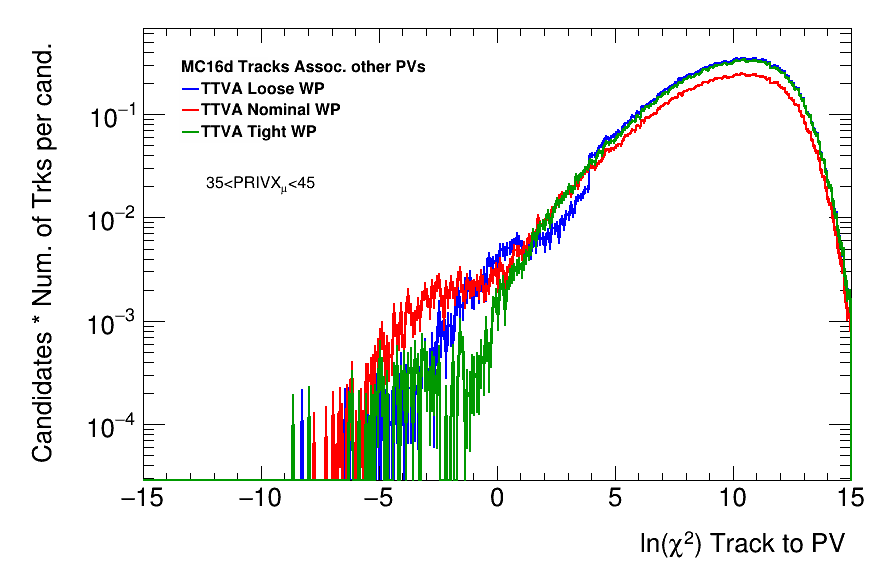 Candidates * Num. of Trks per cand.
MC16d Tracks Assoc. other PVs
TTVA Loose WP
TTVA Nominal WP
TTVA Tight WP
35<PRIVXμ<45
10⁻¹
10⁻²
10⁻³
10⁻⁴
−15 −10 −5 0 5 10 15
ln(χ²) Track to PV